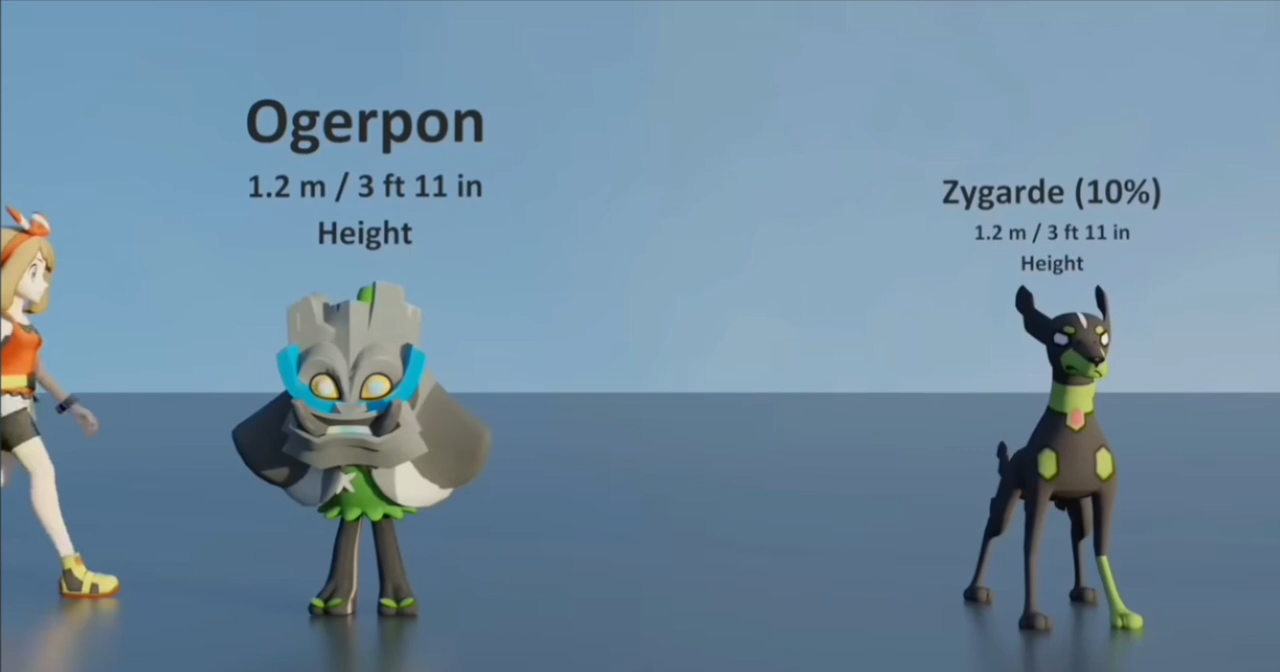 Ogerpon
1.2 m / 3 ft 11 in
Height
Zygarde (10%)
1.2 m / 3 ft 11 in
Height